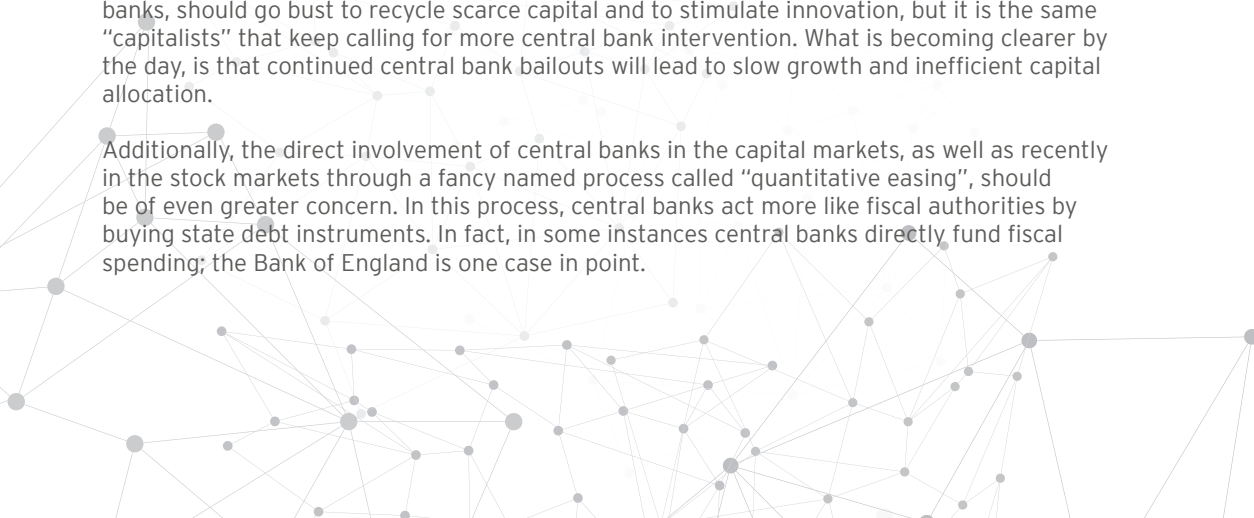 banks, should go bust to recycle scarce capital and to stimulate innovation, but it is the same
“capitalists” that keep calling for more central bank intervention. What is becoming clearer by
the day, is that continued central bank bailouts will lead to slow growth and inefficient capital
allocation.
Additionally, the direct involvement of central banks in the capital markets, as well as recently
in the stock markets through a fancy named process called “quantitative easing”, should
be of even greater concern. In this process, central banks act more like fiscal authorities by
buying state debt instruments. In fact, in some instances central banks directly fund fiscal
spending; the Bank of England is one case in point.